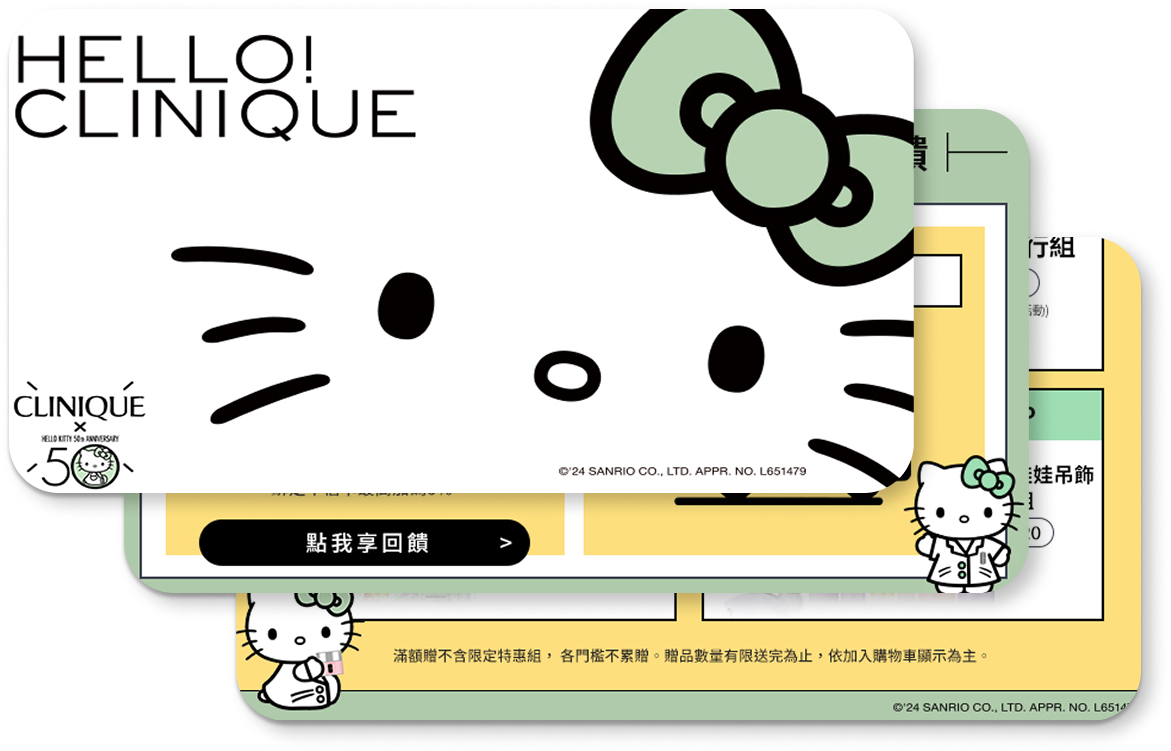 HELLO!
CLINIQUE
CLINIQUE
×
HELLO KITTY 50th ANNIVERSARY
50
©'24 SANRIO CO., LTD. APPR. NO. L651479
饋
點我享回饋 >
行組
動)
娃吊飾
組
20
滿額贈不含限定特惠組， 各門檻不累贈。贈品數量有限送完為止，依加入購物車顯示為主。
©'24 SANRIO CO., LTD. APPR. NO. L6514